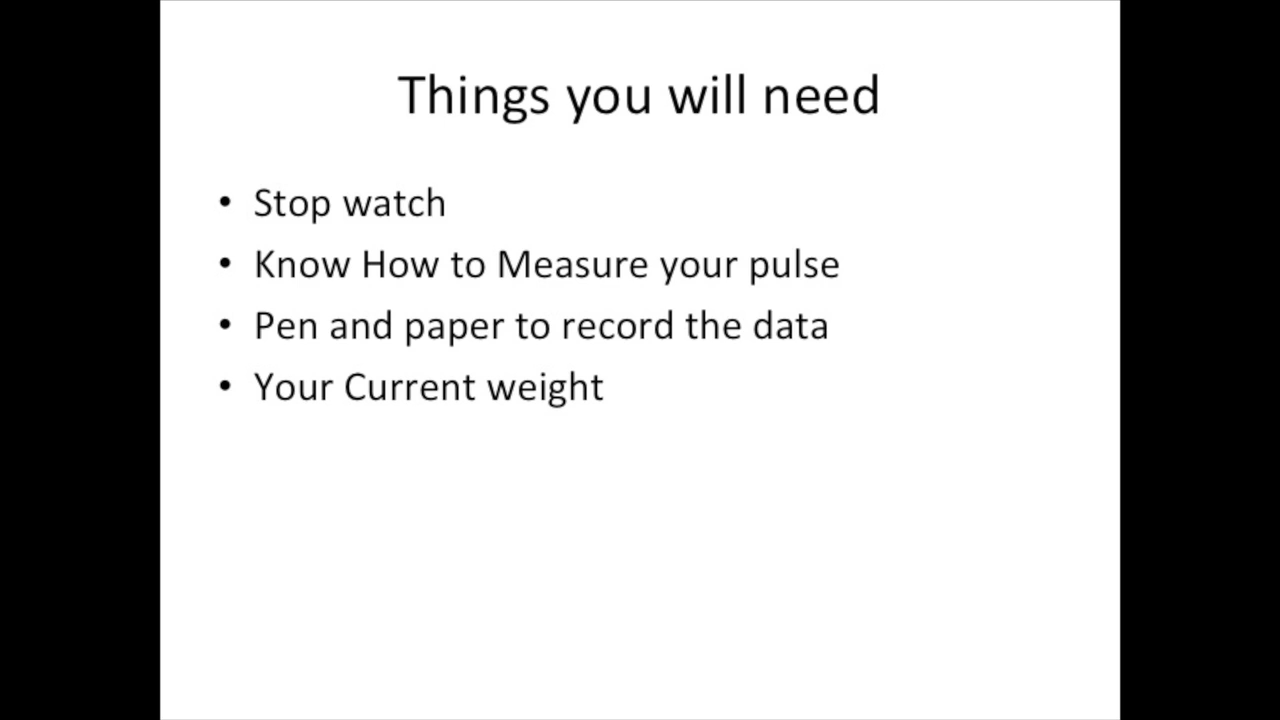 Things you will need
• Stop watch
• Know How to Measure your pulse
• Pen and paper to record the data
• Your Current weight